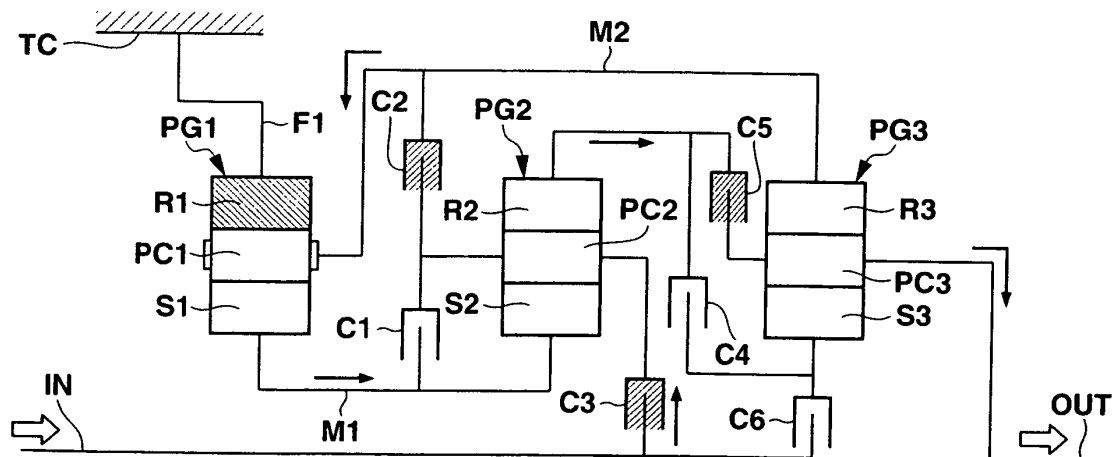 TC
M2
C2
PG1
F1
PG2
C5
PG3
R1
R2
PC2
R3
PC1
PC3
S1
S2
S3
C1
C4
IN
M1
C3
C6
OUT